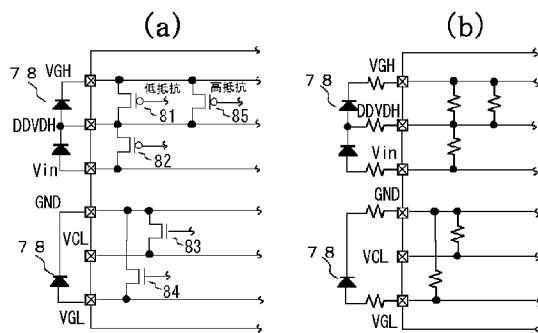 (a)
VGH
７８
低抵抗
高抵抗
81
85
DDVDH
82
Vin
GND
83
VCL
７８
84
VGL
(b)
VGH
７８
DDVDH
Vin
GND
VCL
７８
VGL